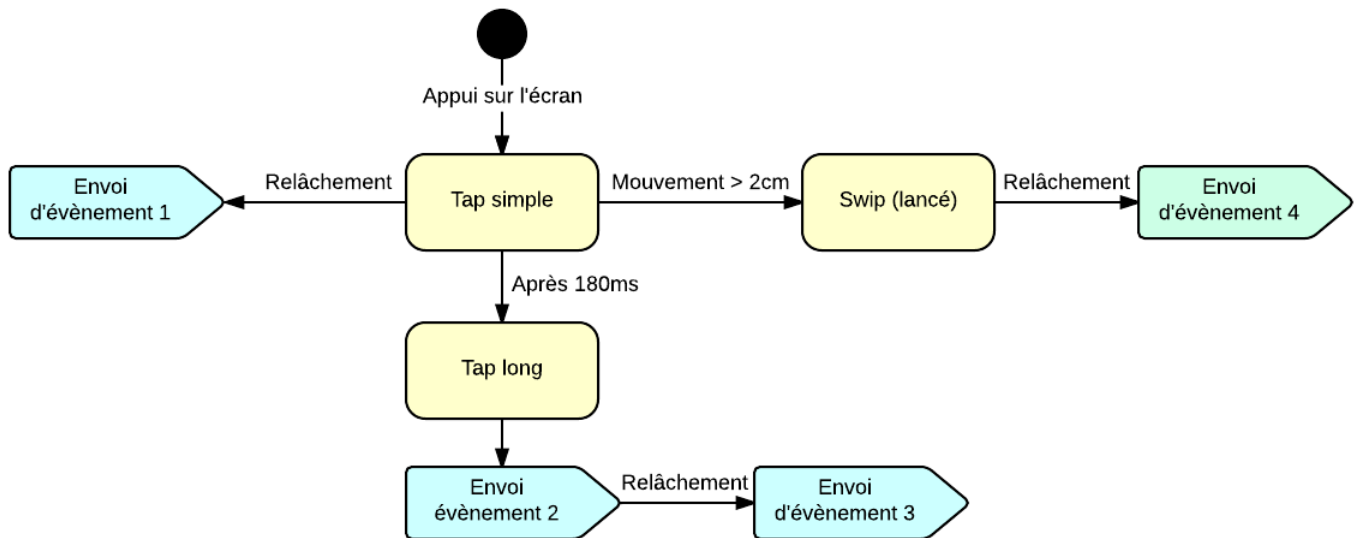 Appui sur l'écran
Envoi
d'évènement 1
Relâchement
Tap simple
Mouvement > 2cm
Swip (lancé)
Relâchement
Envoi
d'évènement 4
Après 180ms
Tap long
Envoi
évènement 2
Relâchement
Envoi
d'évènement 3